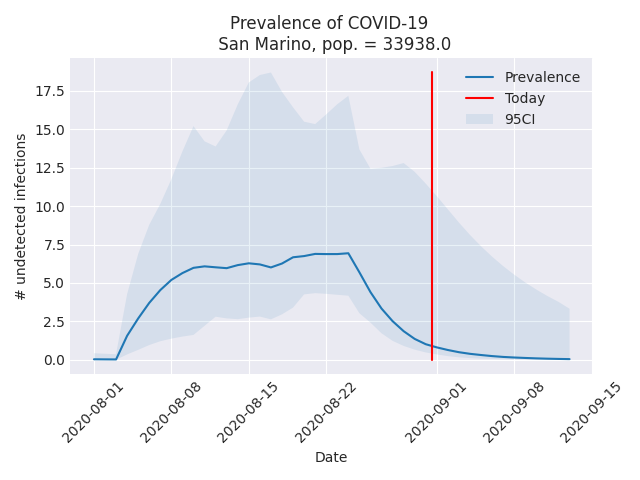 Prevalence of COVID-19
San Marino, pop. = 33938.0
Prevalence
Today
95CI
# undetected infections
17.5
15.0
12.5
10.0
7.5
5.0
2.5
0.0
2020-08-01
2020-08-08
2020-08-15
2020-08-22
2020-09-01
2020-09-08
2020-09-15
Date